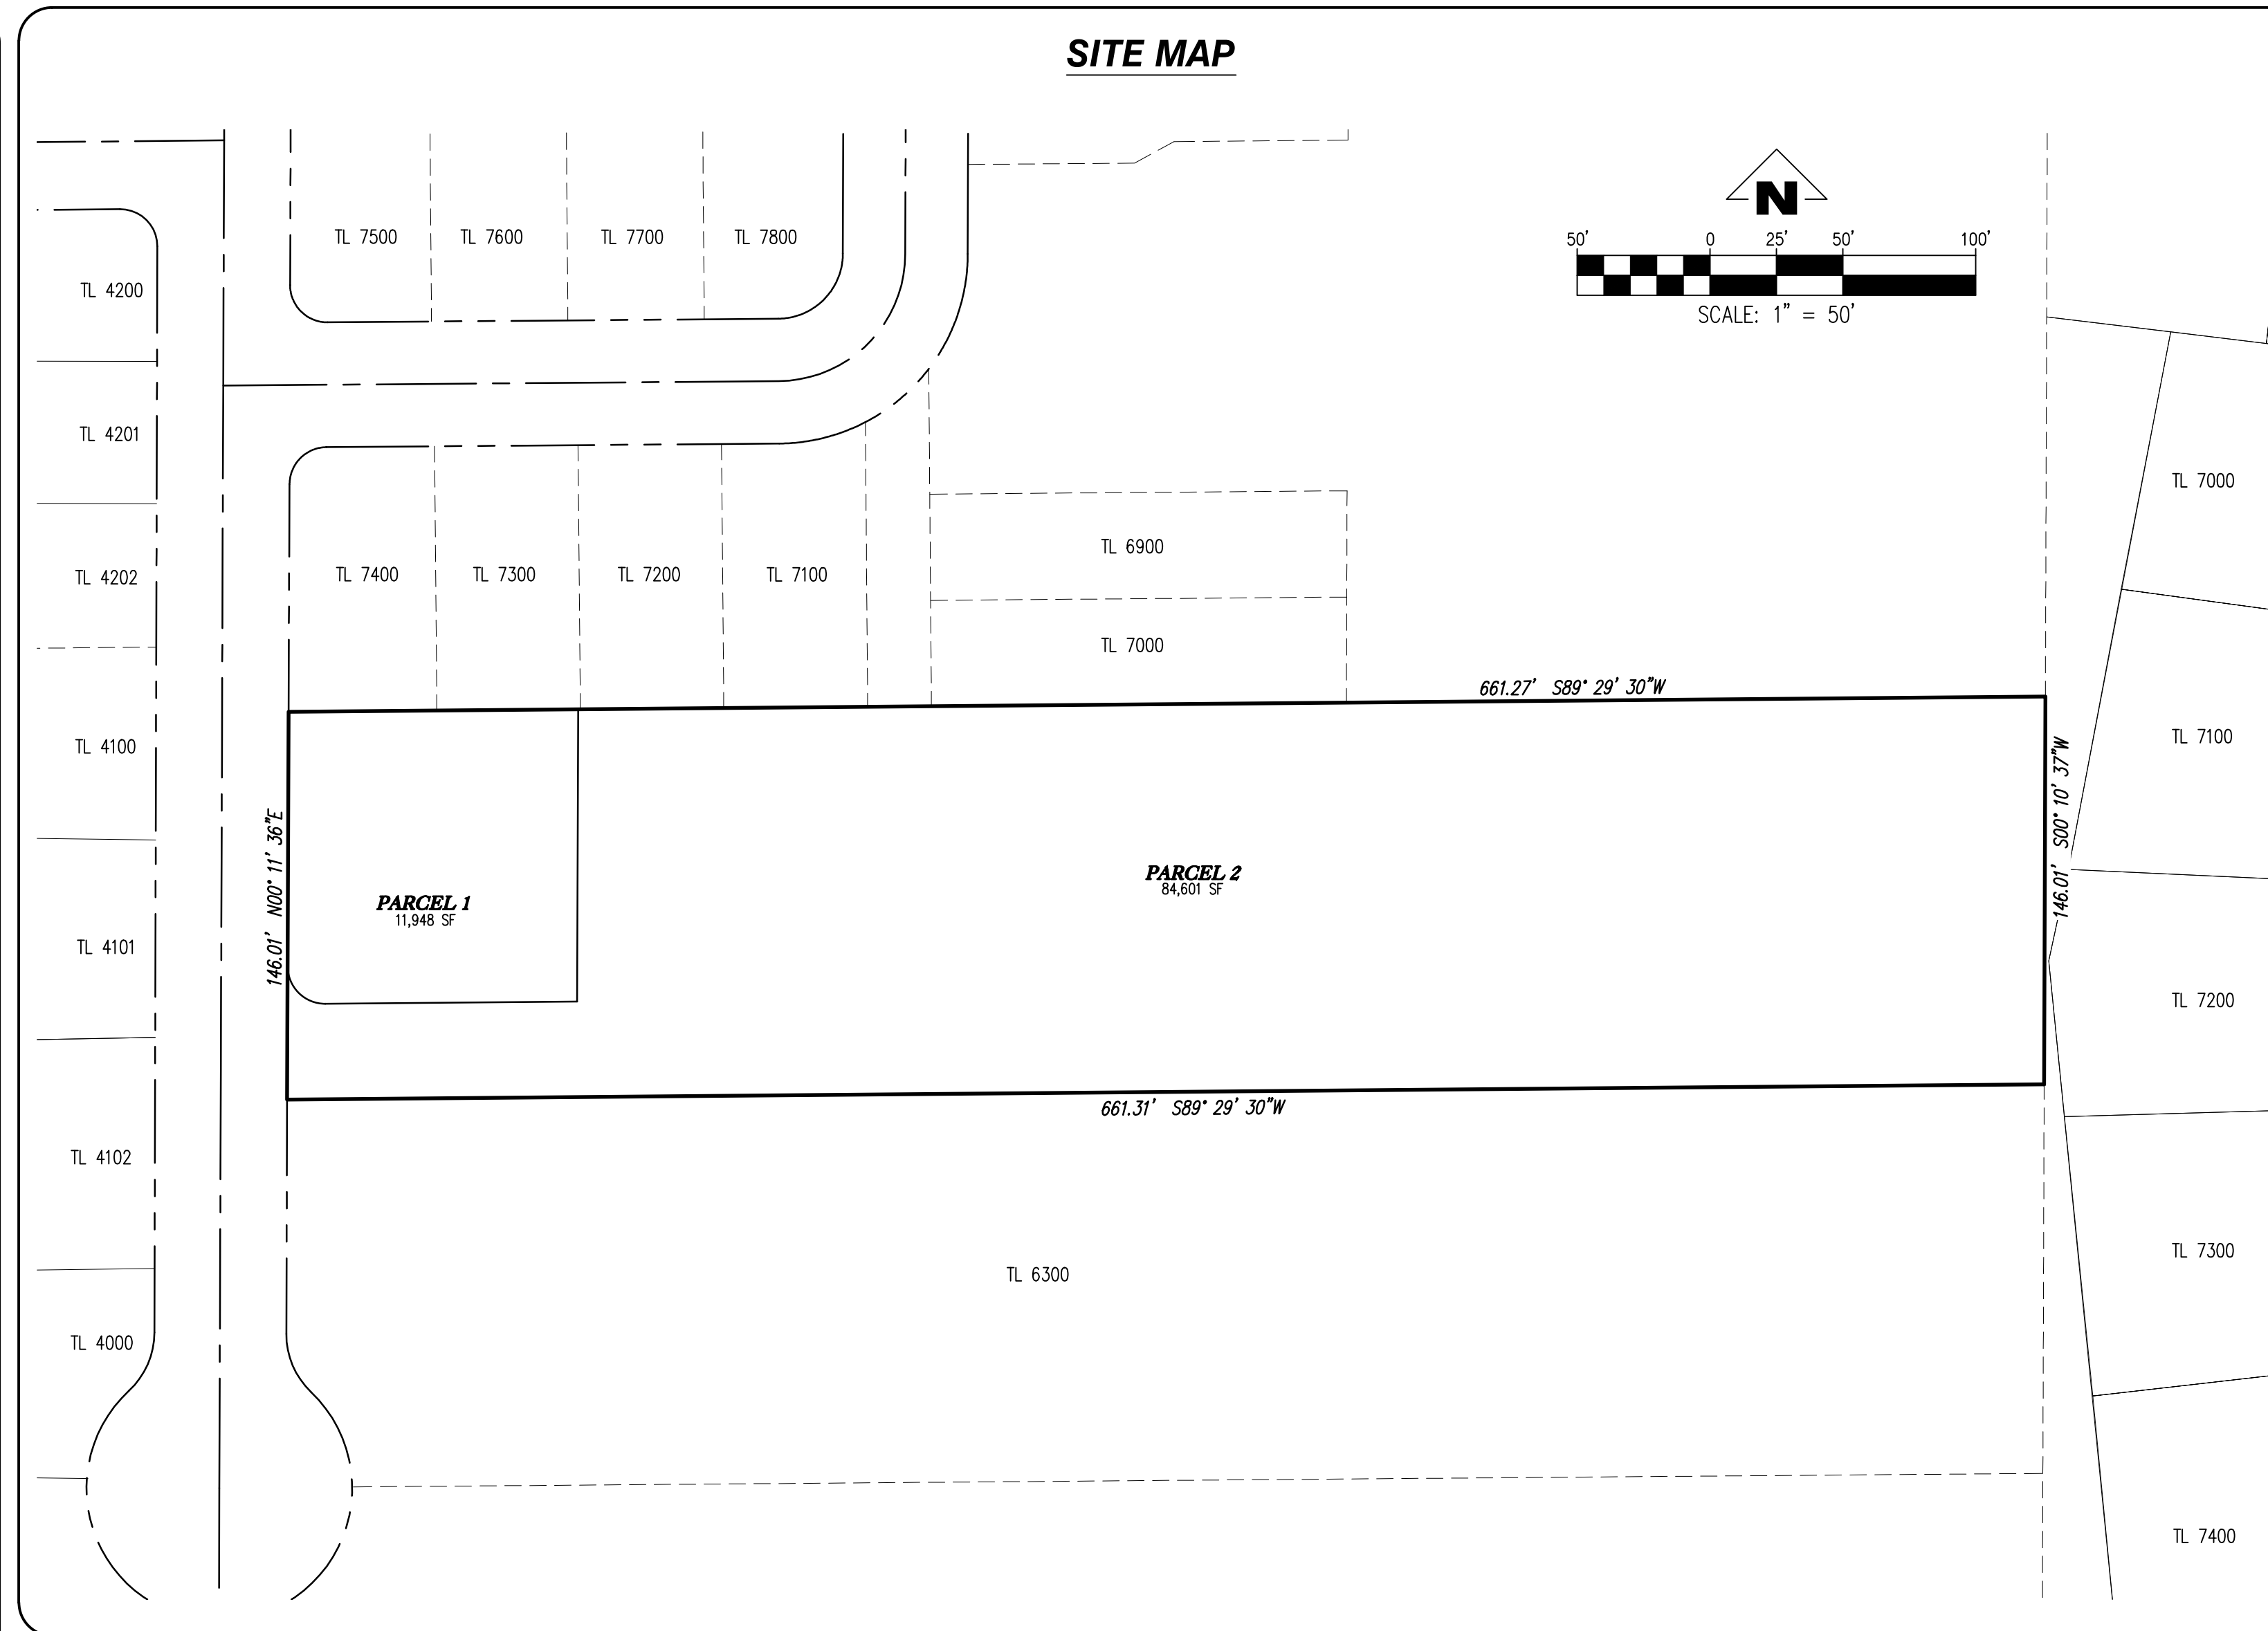 SITE MAP
N
50' 0 25' 50' 100'
SCALE: 1" = 50'
TL 7500
TL 7600
TL 7700
TL 7800
TL 4200
TL 4201
TL 4202
TL 4100
TL 4101
TL 4102
TL 4000
TL 7400
TL 7300
TL 7200
TL 7100
TL 6900
TL 7000
661.27' S89° 29' 30"W
146.01' N00° 11' 36"E
PARCEL 1
11,948 SF
PARCEL 2
84,601 SF
146.01' S00° 10' 37"W
661.31' S89° 29' 30"W
TL 6300
TL 7000
TL 7100
TL 7200
TL 7300
TL 7400